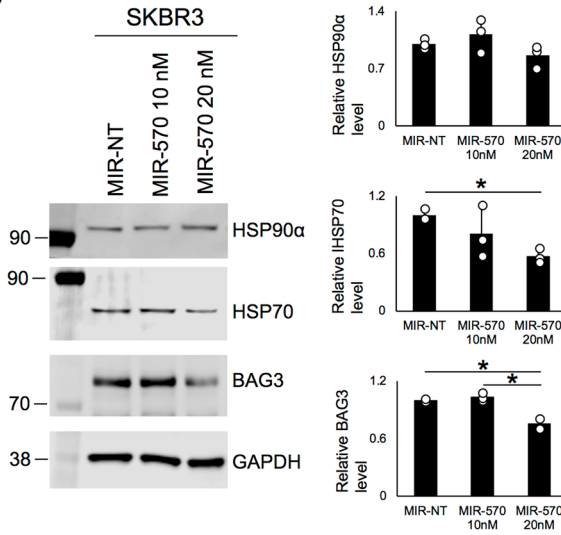 SKBR3
MIR-NT
MIR-570 10 nM
MIR-570 20 nM
90
HSP90α
90
HSP70
BAG3
70
38
GAPDH
Relative HSP90α
level
1.4
0.7
0
MIR-NT
MIR-570
10nM
MIR-570
20nM
Relative lHSP70
level
1.2
0.6
0
*
MIR-NT
MIR-570
10nM
MIR-570
20nM
Relative BAG3
level
1.2
0.6
0
*
*
MIR-NT
MIR-570
10nM
MIR-570
20nM